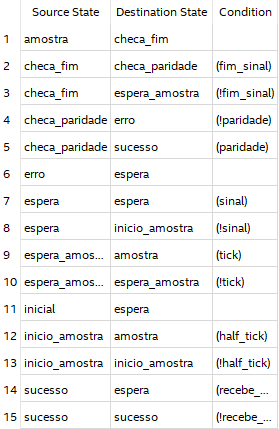 Source State Destination State Condition
1 amostra checa_fim
2 checa_fim checa_paridade (fim_sinal)
3 checa_fim espera_amostra (!fim_sinal)
4 checa_paridade erro (!paridade)
5 checa_paridade sucesso (paridade)
6 erro espera
7 espera espera (sinal)
8 espera inicio_amostra (!sinal)
9 espera_amos... amostra (tick)
10 espera_amos... espera_amostra (!tick)
11 inicial espera
12 inicio_amostra amostra (half_tick)
13 inicio_amostra inicio_amostra (!half_tick)
14 sucesso espera (recebe_...
15 sucesso sucesso (!recebe_...